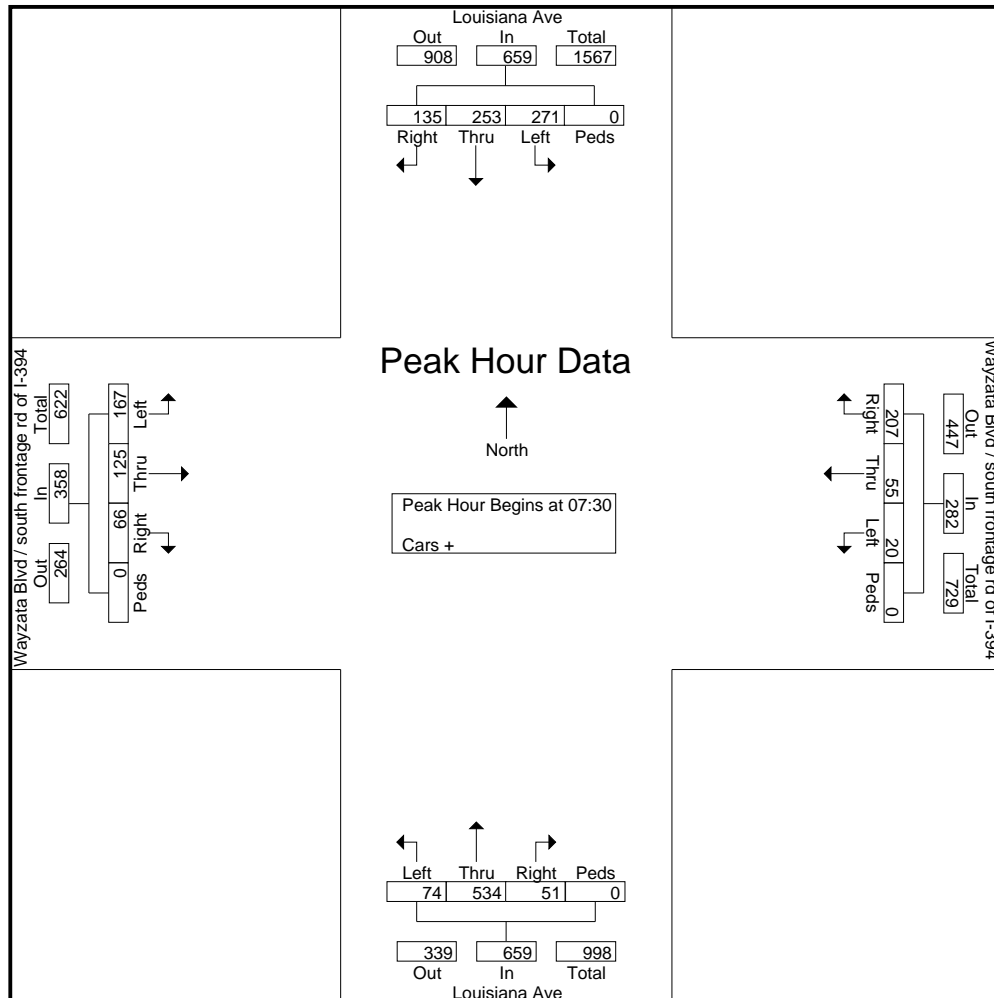 Louisiana Ave
Out In Total
908 659 1567
135 253 271 0
Right Thru Left Peds
Peak Hour Data
North
Peak Hour Begins at 07:30
Cars +
Wayzata Blvd / south frontage rd of I-394
Out In Total
264 358 622
Left Thru Right Peds
167 125 66 0
Wayzata Blvd / south frontage rd of I-394
Out In Total
447 282 729
Right Thru Left Peds
207 55 20 0
Left Thru Right Peds
74 534 51 0
339 659 998
Out In Total
Louisiana Ave